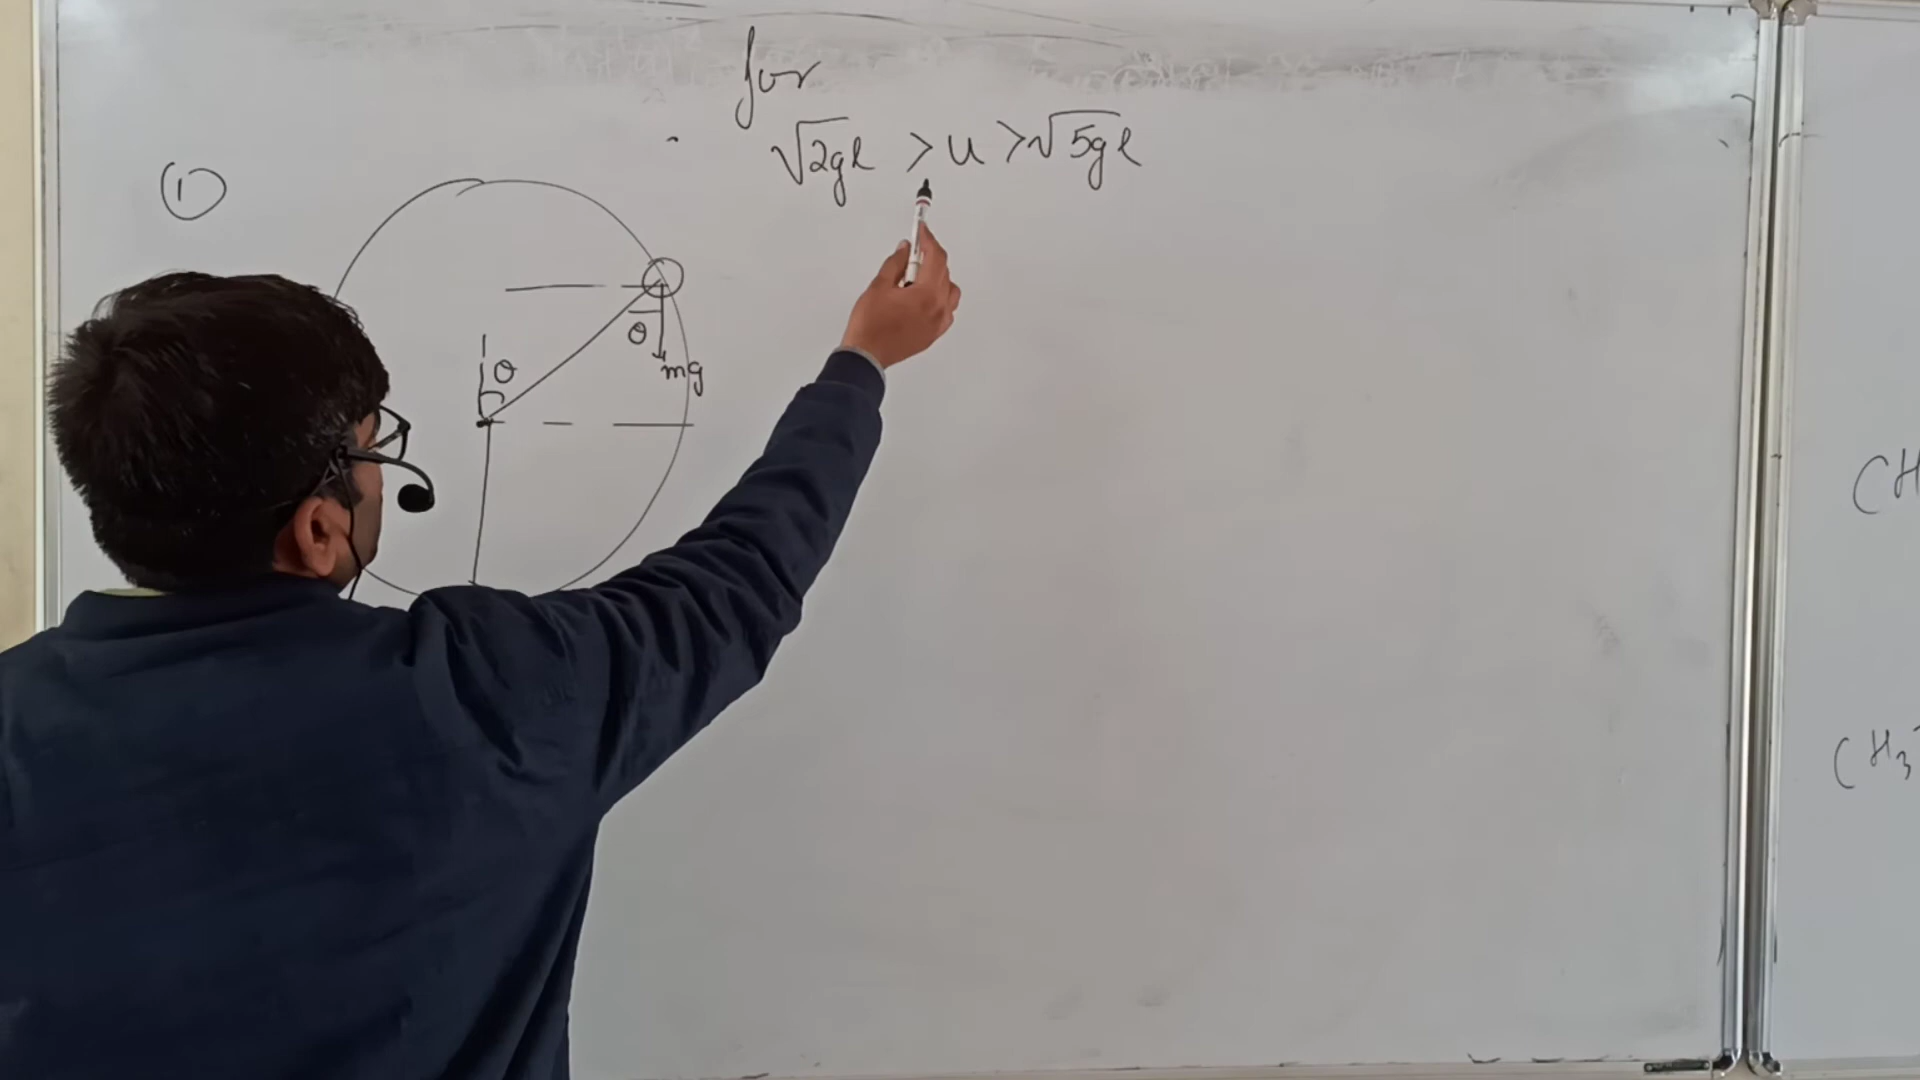 for
√2gl > u > √5gl
①
θ
mg
θ
CH
CH₃